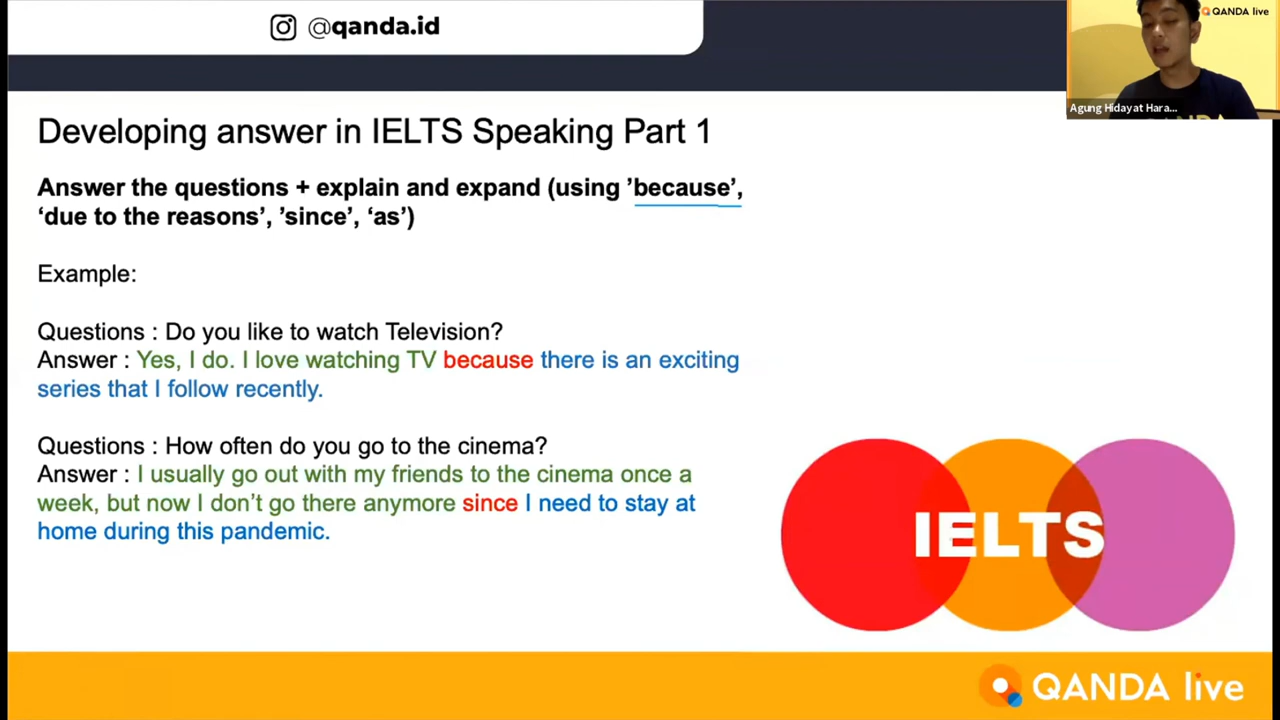 @qanda.id
QANDA live
Agung Hidayat Hara...
Developing answer in IELTS Speaking Part 1
Answer the questions + explain and expand (using ’because’,
‘due to the reasons’, ’since’, ‘as’)
Example:
Questions : Do you like to watch Television?
Answer : Yes, I do. I love watching TV because there is an exciting
series that I follow recently.
Questions : How often do you go to the cinema?
Answer : I usually go out with my friends to the cinema once a
week, but now I don’t go there anymore since I need to stay at
home during this pandemic.
IELTS
QANDA live